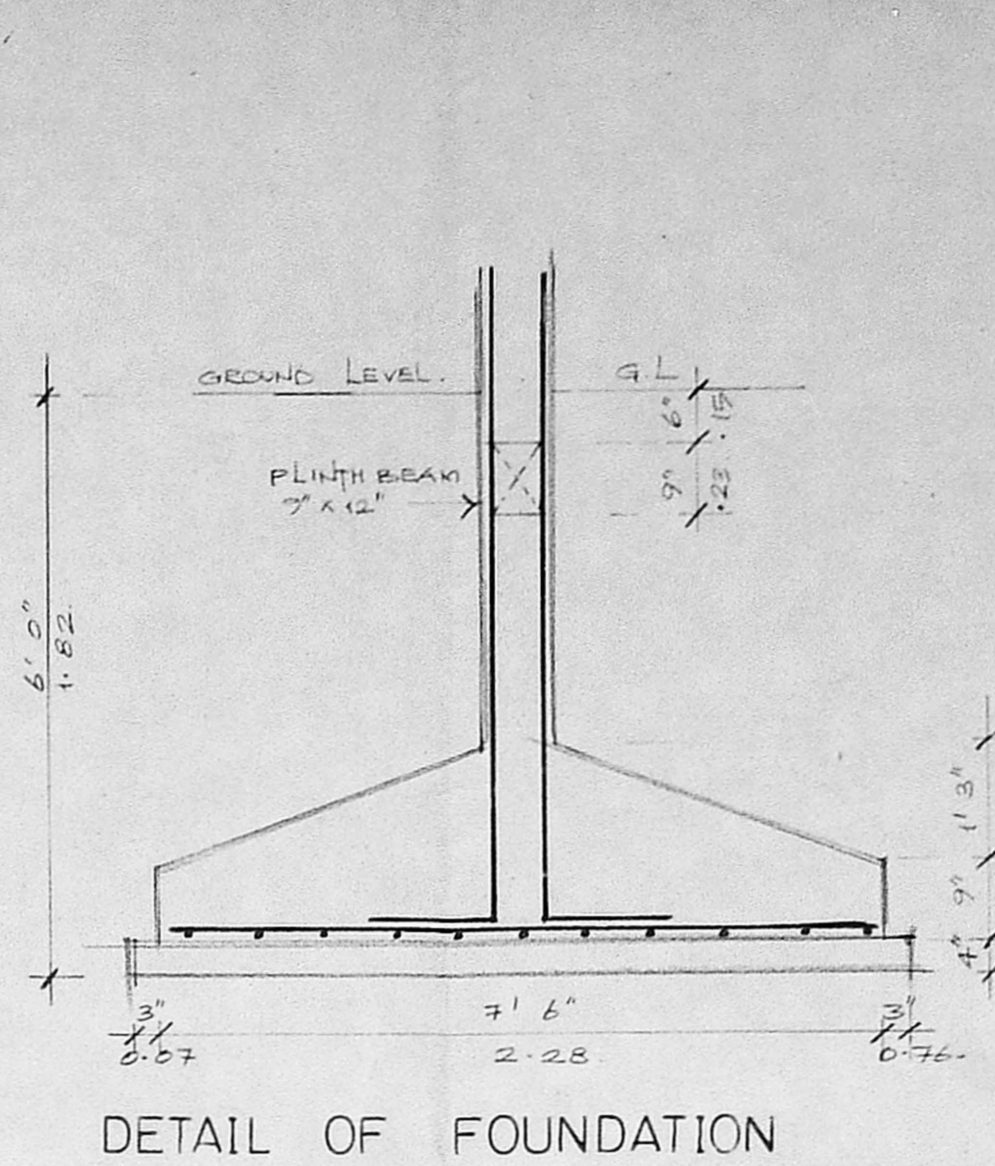 GROUND LEVEL.
G.L
6" .15
PLINTH BEAM
9" x 12"
9" .23
6' 0"
1.82
1' 3"
9"
4"
3" 7' 6" 3"
0.07 2.28 0.76.
DETAIL OF FOUNDATION